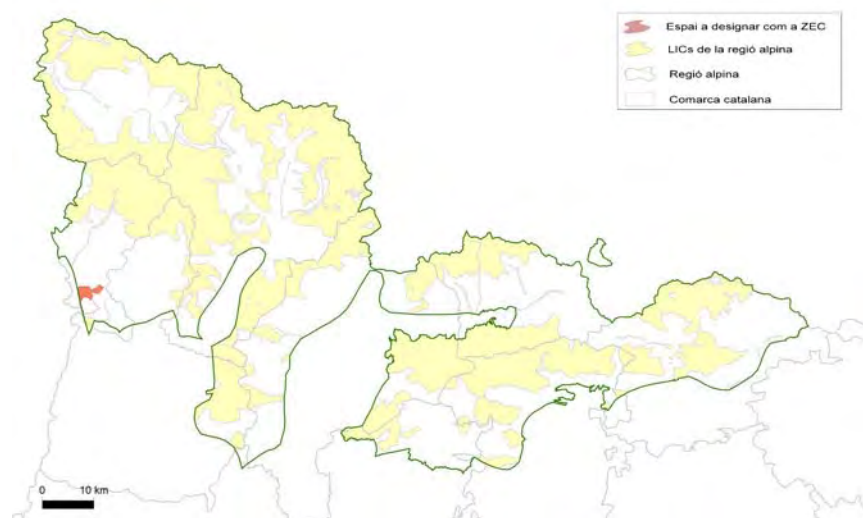 Espai a designar com a ZEC
LICs de la regió alpina
Regió alpina
Comarca catalana
0 10 km